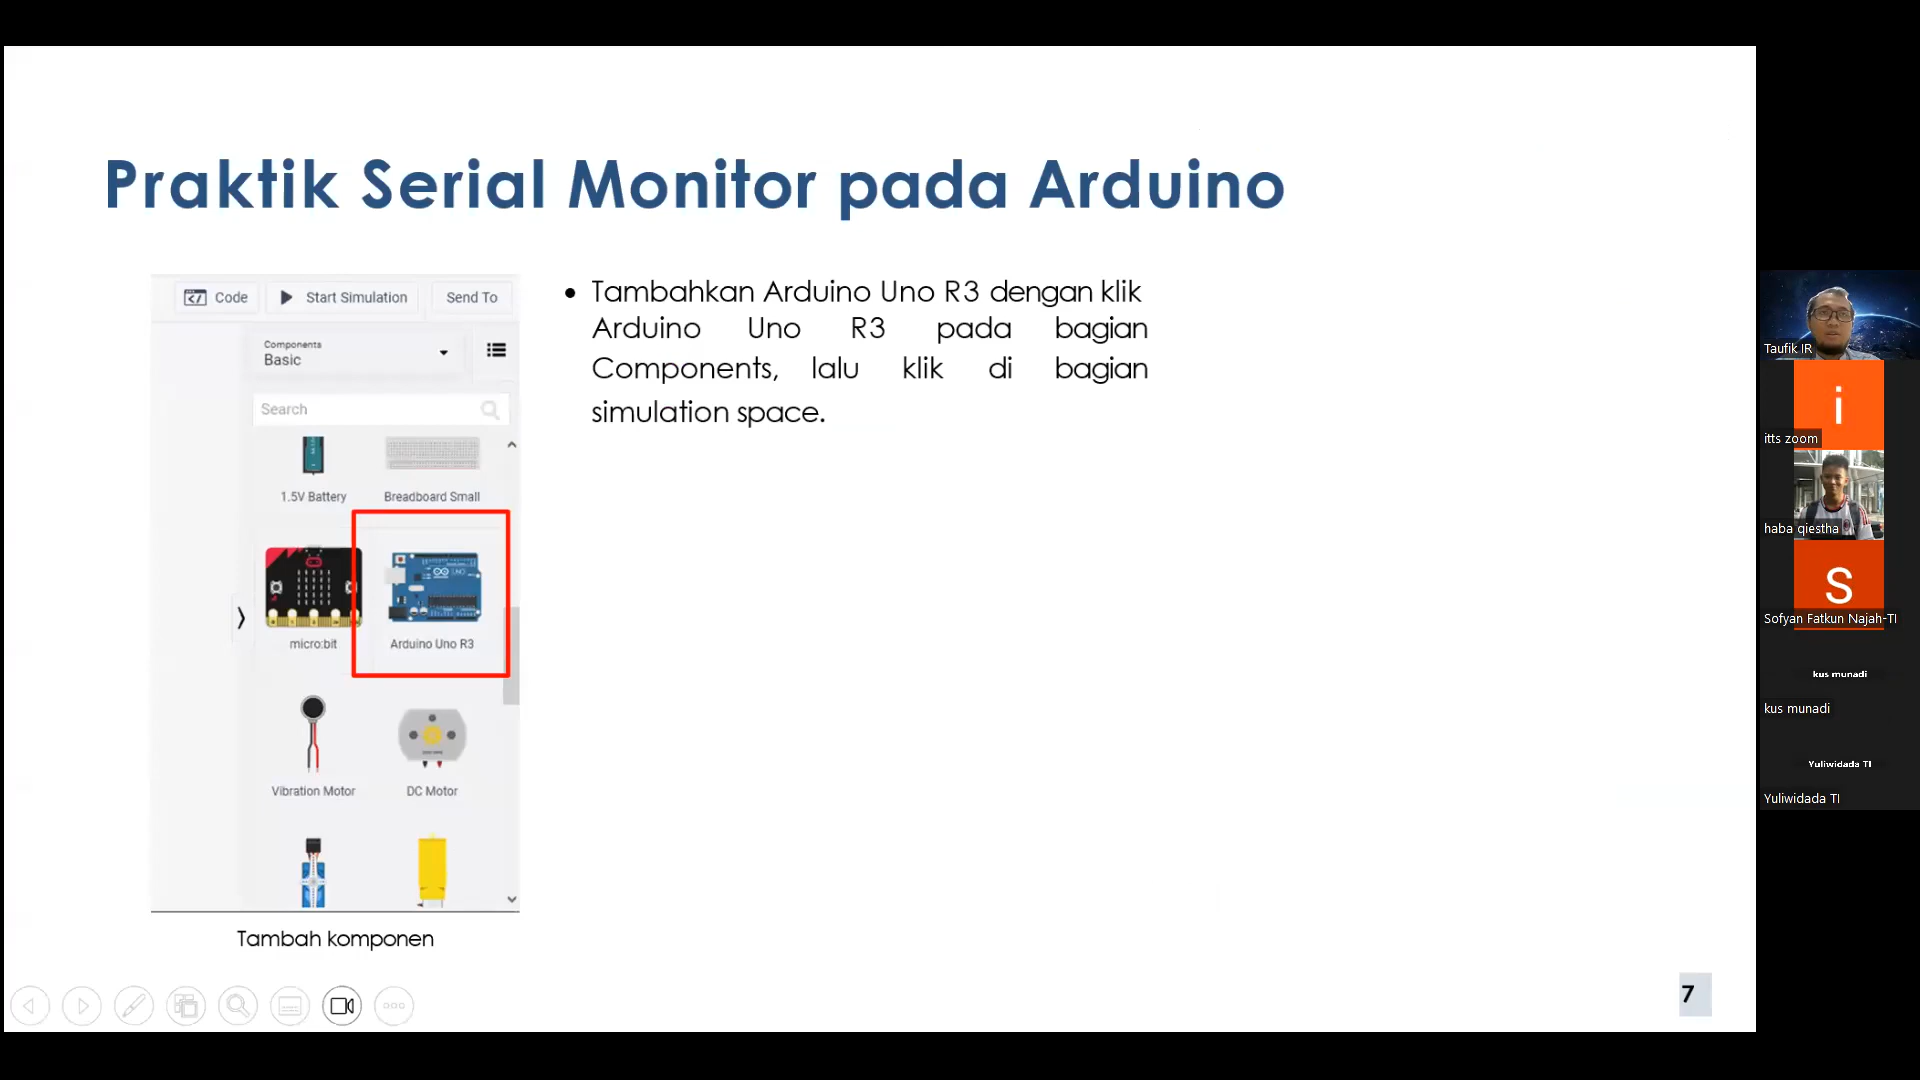 Praktik Serial Monitor pada Arduino
Code
Start Simulation
Send To
Components
Basic
Search
1.5V Battery
Breadboard Small
micro:bit
Arduino Uno R3
Vibration Motor
DC Motor
Tambah komponen
• Tambahkan Arduino Uno R3 dengan klik
Arduino Uno R3 pada bagian
Components, lalu klik di bagian
simulation space.
7
Taufik IR
i
itts zoom
haba qiestha
S
Sofyan Fatkun Najah-TI
kus munadi
kus munadi
Yuliwidada TI
Yuliwidada TI